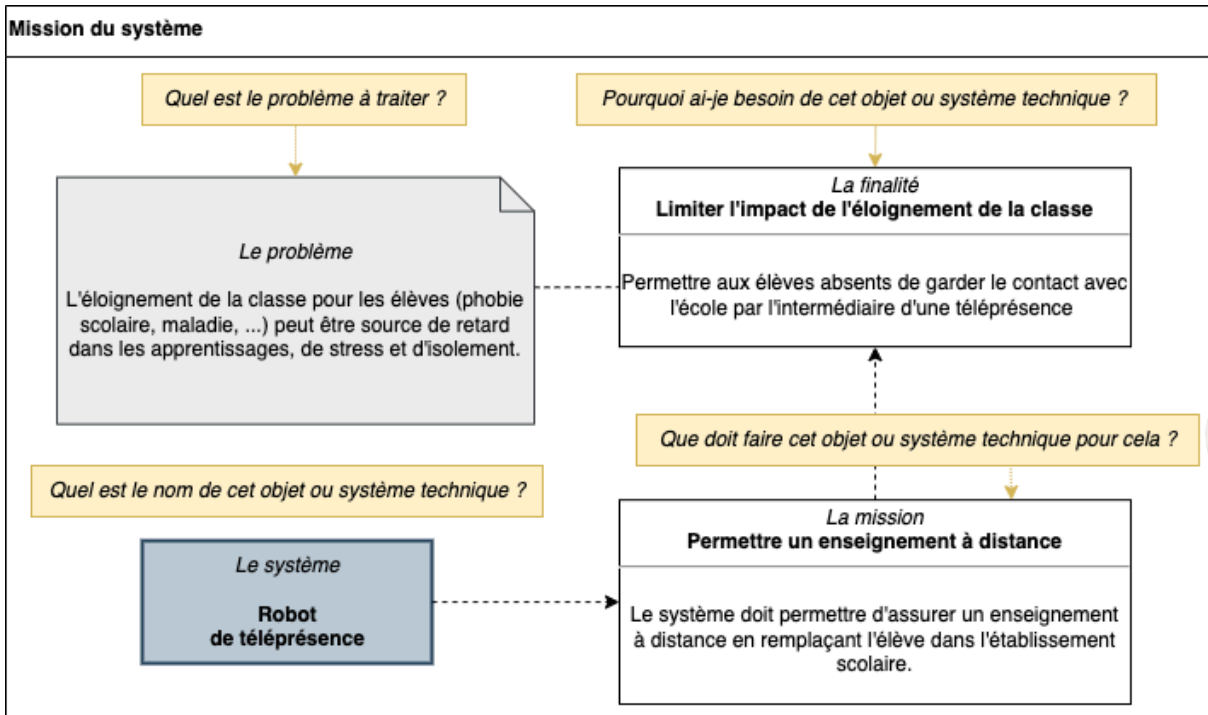 Mission du système
Quel est le problème à traiter ?
Pourquoi ai-je besoin de cet objet ou système technique ?
Le problème
L'éloignement de la classe pour les élèves (phobie
scolaire, maladie, ...) peut être source de retard
dans les apprentissages, de stress et d'isolement.
La finalité
Limiter l'impact de l'éloignement de la classe
Permettre aux élèves absents de garder le contact avec
l'école par l'intermédiaire d'une téléprésence
Que doit faire cet objet ou système technique pour cela ?
Quel est le nom de cet objet ou système technique ?
Le système
Robot
de téléprésence
La mission
Permettre un enseignement à distance
Le système doit permettre d'assurer un enseignement
à distance en remplaçant l'élève dans l'établissement
scolaire.